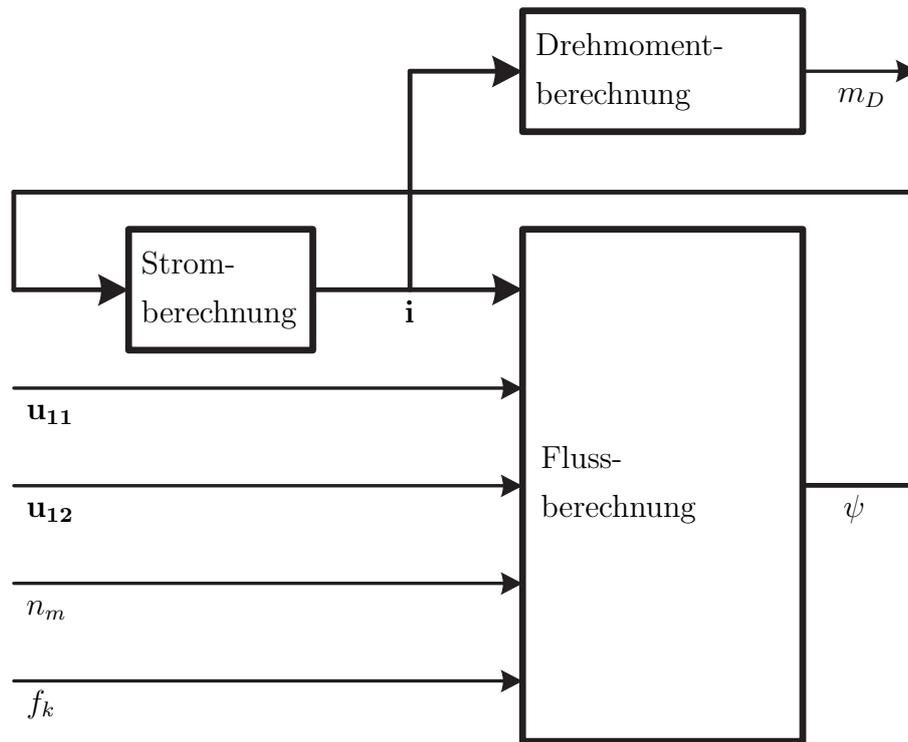 Drehmoment-
berechnung
m_D
Strom-
berechnung
i
u_11
u_12
Fluss-
berechnung
ψ
n_m
f_k